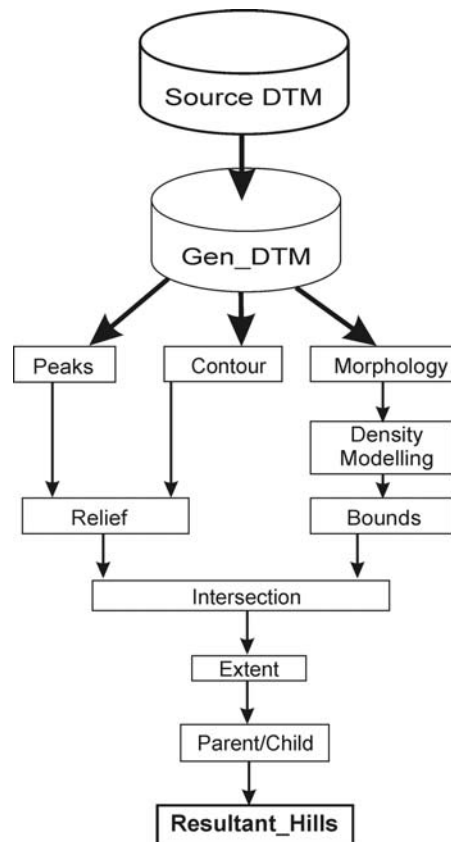 Source DTM
Gen_DTM
Peaks
Contour
Morphology
Density
Modelling
Relief
Bounds
Intersection
Extent
Parent/Child
Resultant_Hills